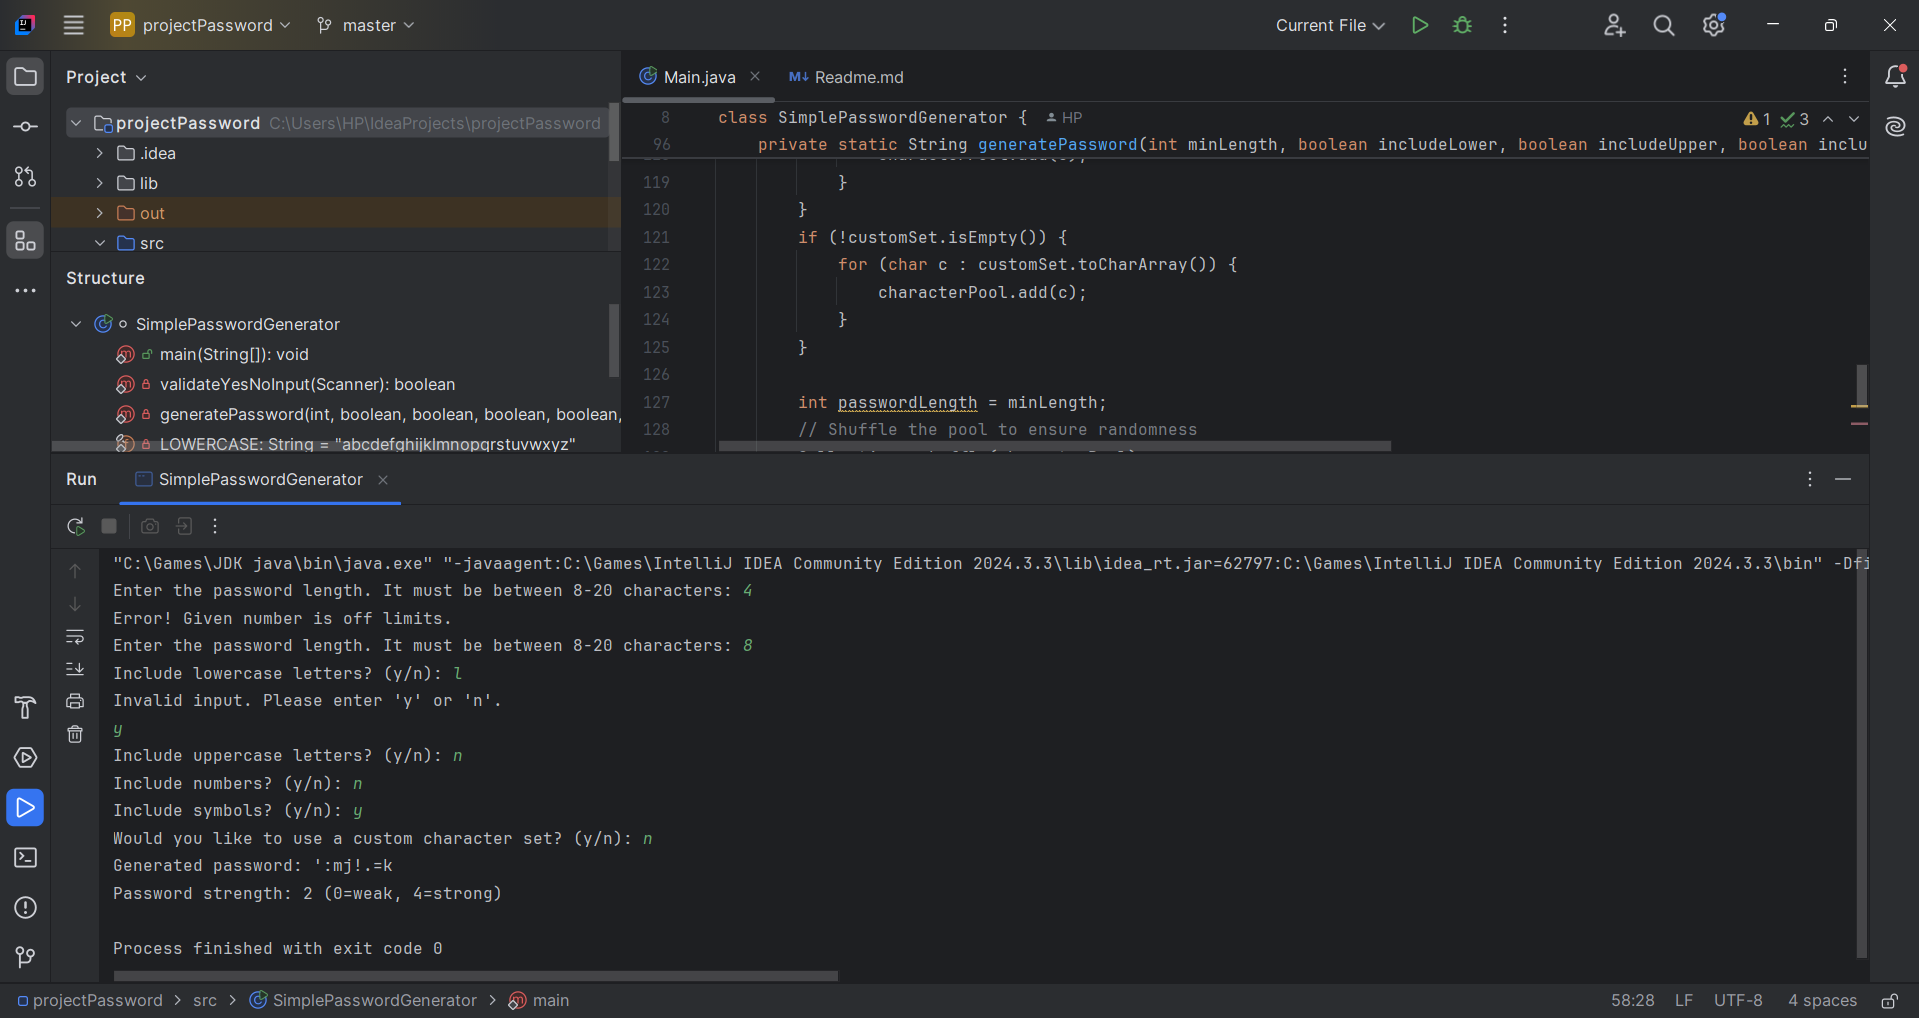 PP projectPassword master Current File
Project
projectPassword C:\Users\HP\IdeaProjects\projectPassword
.idea
lib
out
src
Structure
SimplePasswordGenerator
main(String[]): void
validateYesNoInput(Scanner): boolean
generatePassword(int, boolean, boolean, boolean, boolean,
LOWERCASE: String = "abcdefghijklmnopqrstuvwxyz"
Main.java M↓ Readme.md
8 class SimplePasswordGenerator { HP 1 3
96 private static String generatePassword(int minLength, boolean includeLower, boolean includeUpper, boolean inclu
119 }
120 }
121 if (!customSet.isEmpty()) {
122 for (char c : customSet.toCharArray()) {
123 characterPool.add(c);
124 }
125 }
126
127 int passwordLength = minLength;
128 // Shuffle the pool to ensure randomness
Run SimplePasswordGenerator
"C:\Games\JDK java\bin\java.exe" "-javaagent:C:\Games\IntelliJ IDEA Community Edition 2024.3.3\lib\idea_rt.jar=62797:C:\Games\IntelliJ IDEA Community Edition 2024.3.3\bin" -Dfi
Enter the password length. It must be between 8-20 characters: 4
Error! Given number is off limits.
Enter the password length. It must be between 8-20 characters: 8
Include lowercase letters? (y/n): l
Invalid input. Please enter 'y' or 'n'.
y
Include uppercase letters? (y/n): n
Include numbers? (y/n): n
Include symbols? (y/n): y
Would you like to use a custom character set? (y/n): n
Generated password: ':mj!.=k
Password strength: 2 (0=weak, 4=strong)
Process finished with exit code 0
projectPassword > src > SimplePasswordGenerator > main 58:28 LF UTF-8 4 spaces